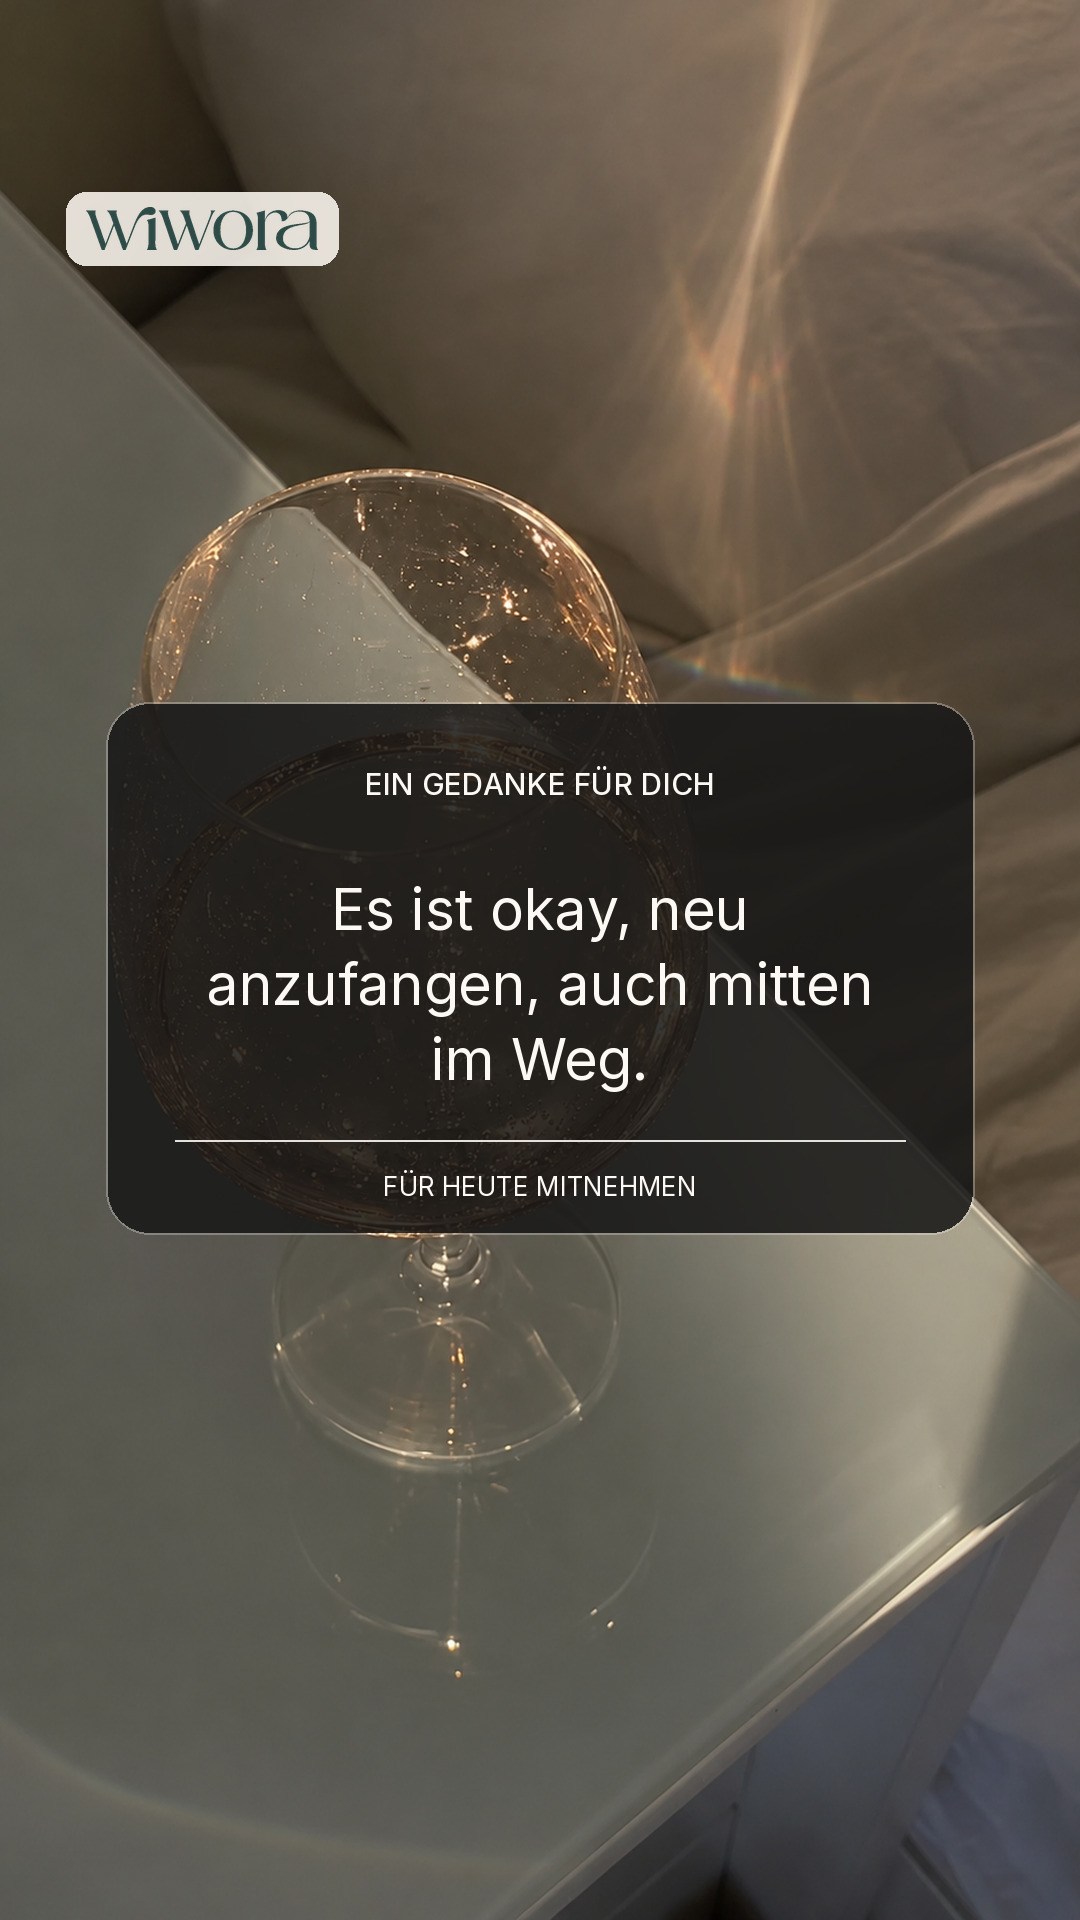 wiwora
EIN GEDANKE FÜR DICH
Es ist okay, neu
anzufangen, auch mitten
im Weg.
FÜR HEUTE MITNEHMEN